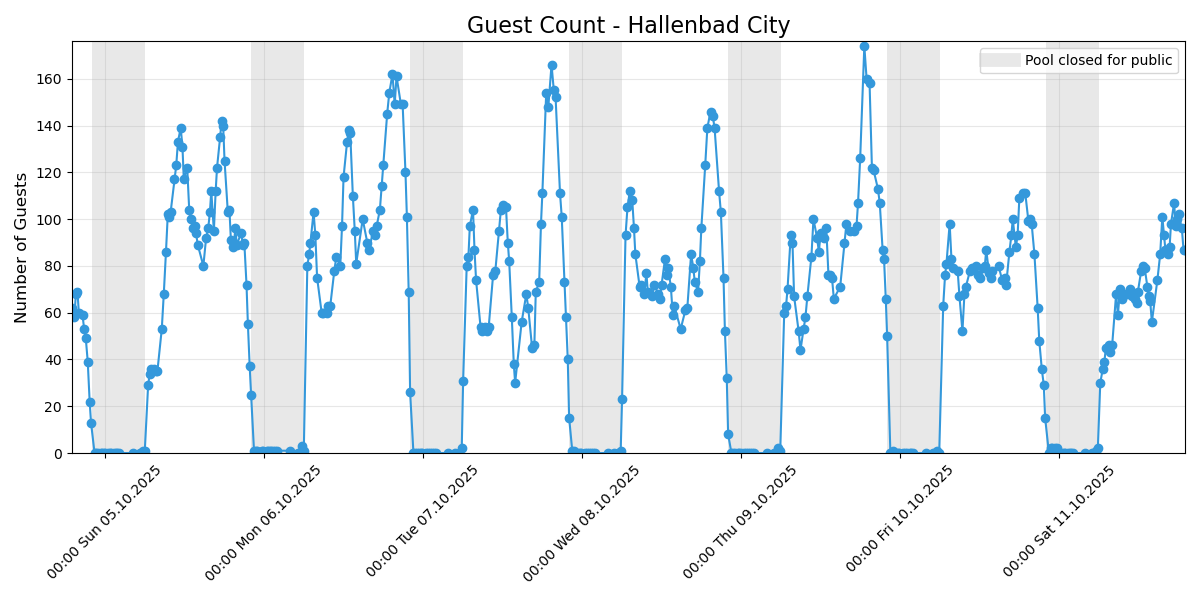 Guest Count - Hallenbad City
Pool closed for public
Number of Guests
160
140
120
100
80
60
40
20
0
00:00 Sun 05.10.2025
00:00 Mon 06.10.2025
00:00 Tue 07.10.2025
00:00 Wed 08.10.2025
00:00 Thu 09.10.2025
00:00 Fri 10.10.2025
00:00 Sat 11.10.2025